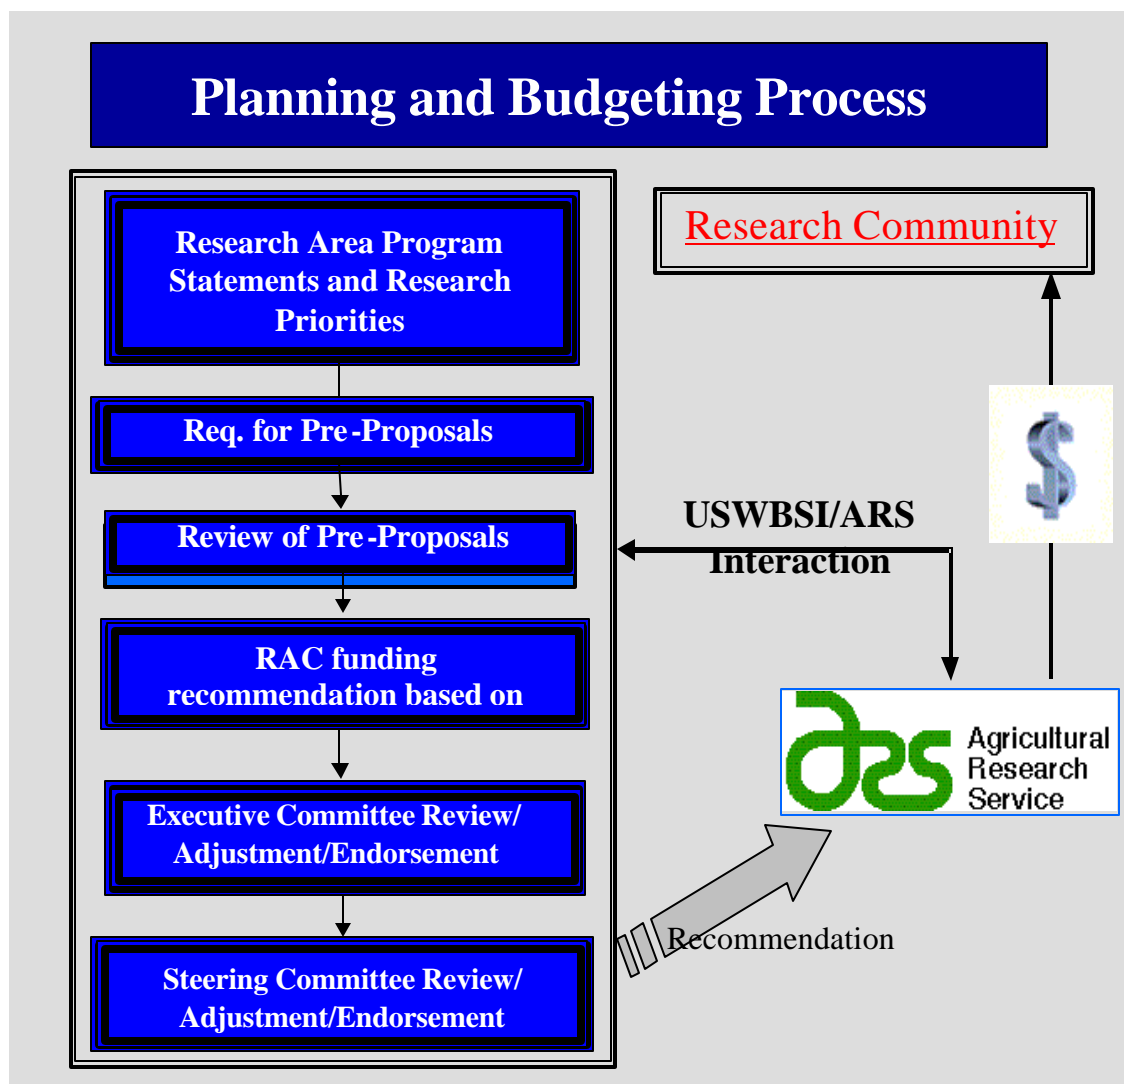 Planning and Budgeting Process
Research Area Program
Statements and Research
Priorities
Req. for Pre-Proposals
Review of Pre-Proposals
RAC funding
recommendation based on
Executive Committee Review/
Adjustment/Endorsement
Steering Committee Review/
Adjustment/Endorsement
Research Community
$
USWBSI/ARS
Interaction
ars
Agricultural
Research
Service
Recommendation